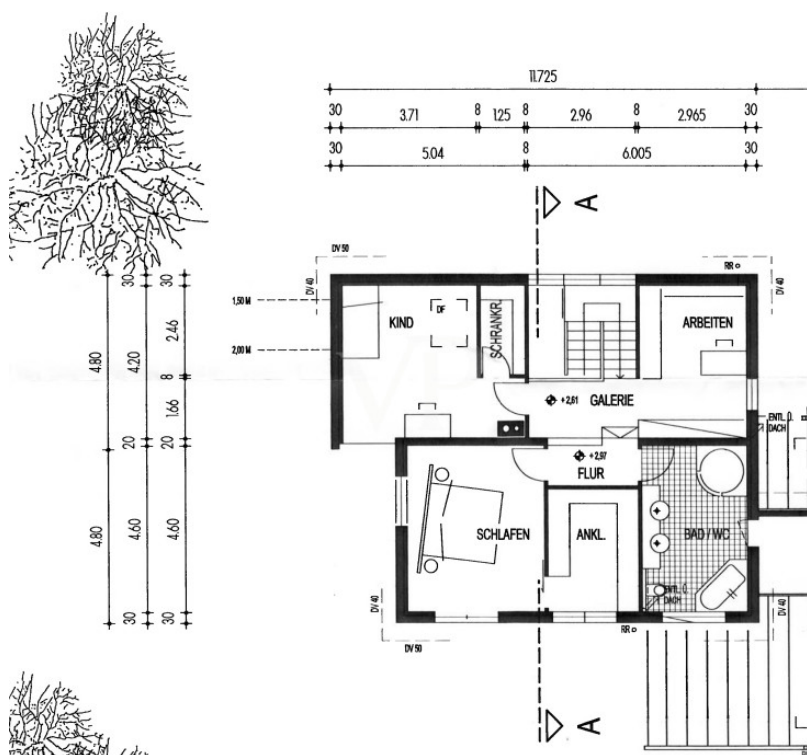 11.725
30 3.71 8 1.25 8 2.96 8 2.965 30
30 5.04 8 6.005 30
A
DV 50
DV 40
RR
DV 40
30 30 30
1,50 M
2.46
KIND
DF
SCHRANKR.
ARBEITEN
2,00 M
4.80 4.20
8
1.66
+2,61 GALERIE
ENTL. Ü.
DACH
20 20
+2,97
FLUR
4.80 4.60 4.60
SCHLAFEN
ANKL.
BAD / WC
ENTL. Ü.
DACH
DV 40
DV 40
30 30 30
RR
DV 50
A